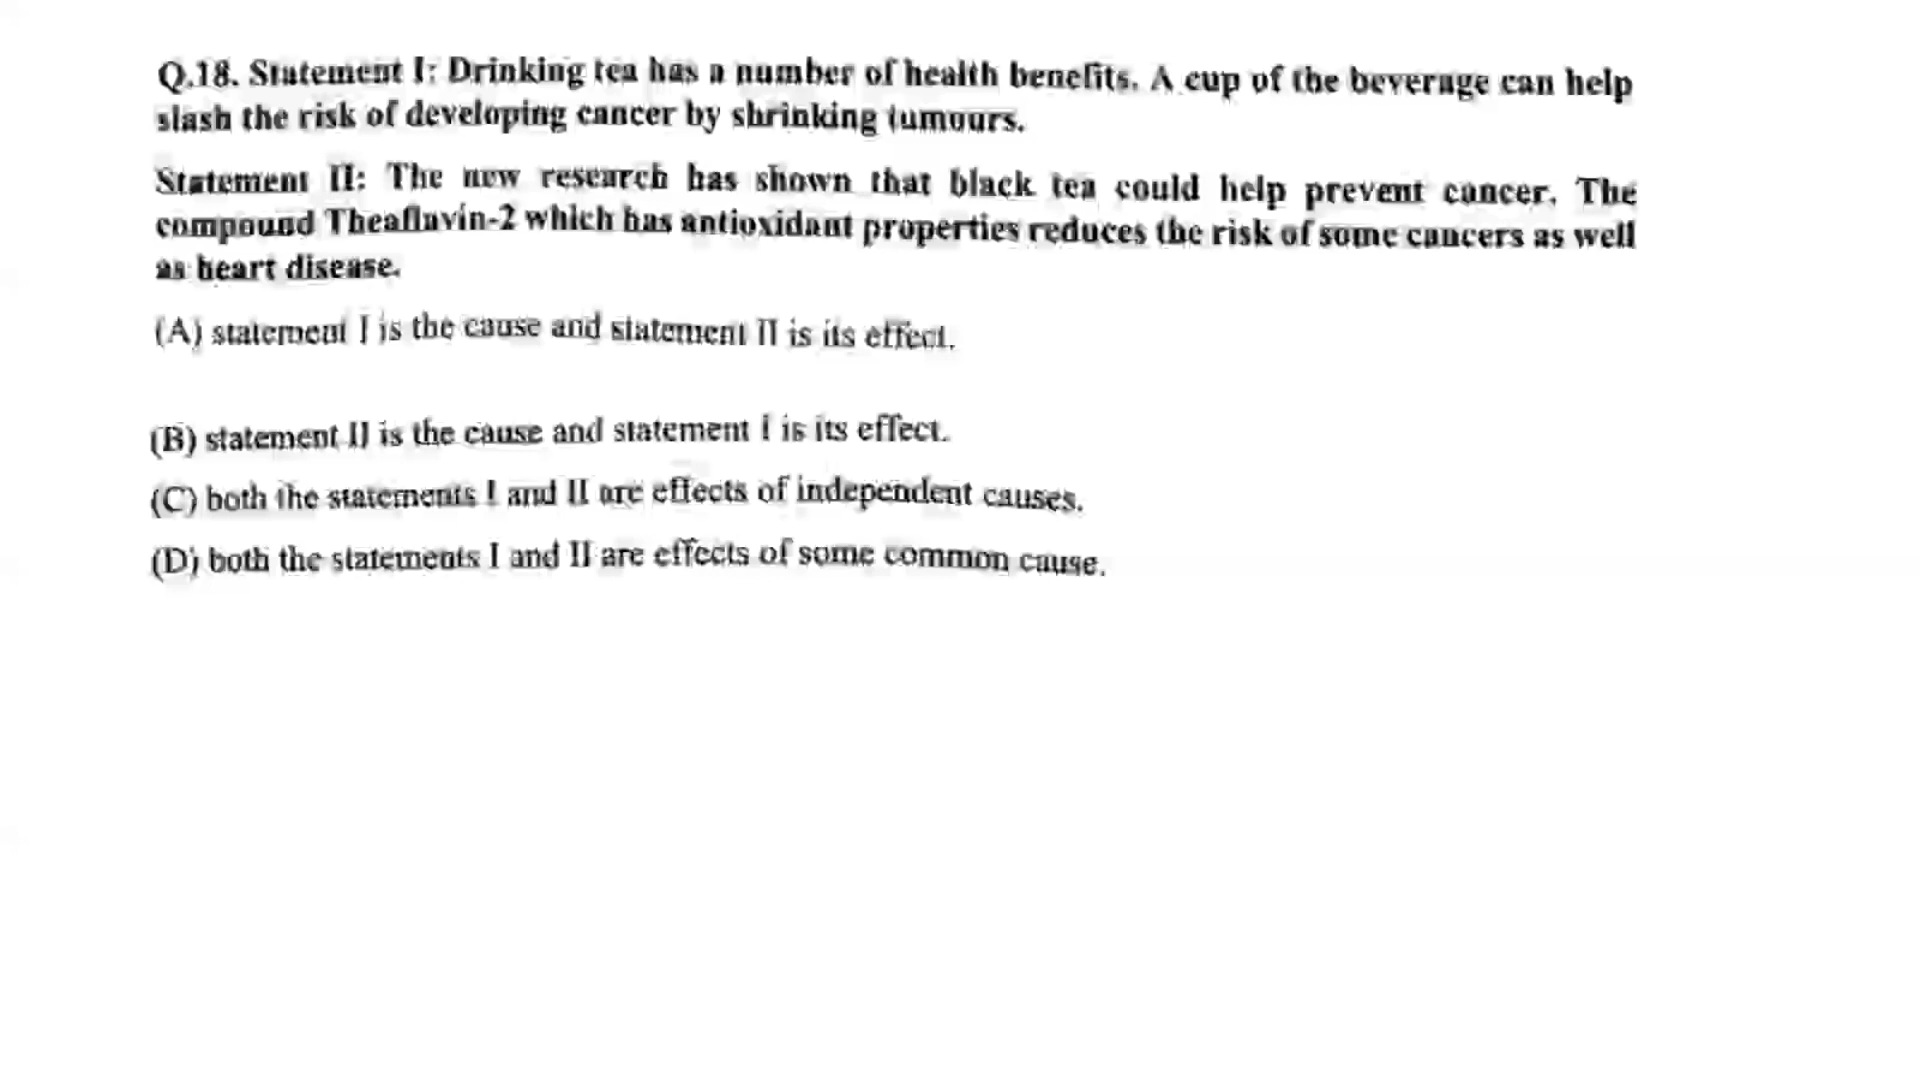 Q.18. Statement I: Drinking tea has a number of health benefits. A cup of the beverage can help
slash the risk of developing cancer by shrinking tumours.
Statement II: The new research has shown that black tea could help prevent cancer. The
compound Theaflavin-2 which has antioxidant properties reduces the risk of some cancers as well
as heart disease.
(A) statement I is the cause and statement II is its effect.
(B) statement II is the cause and statement I is its effect.
(C) both the statements I and II are effects of independent causes.
(D) both the statements I and II are effects of some common cause.